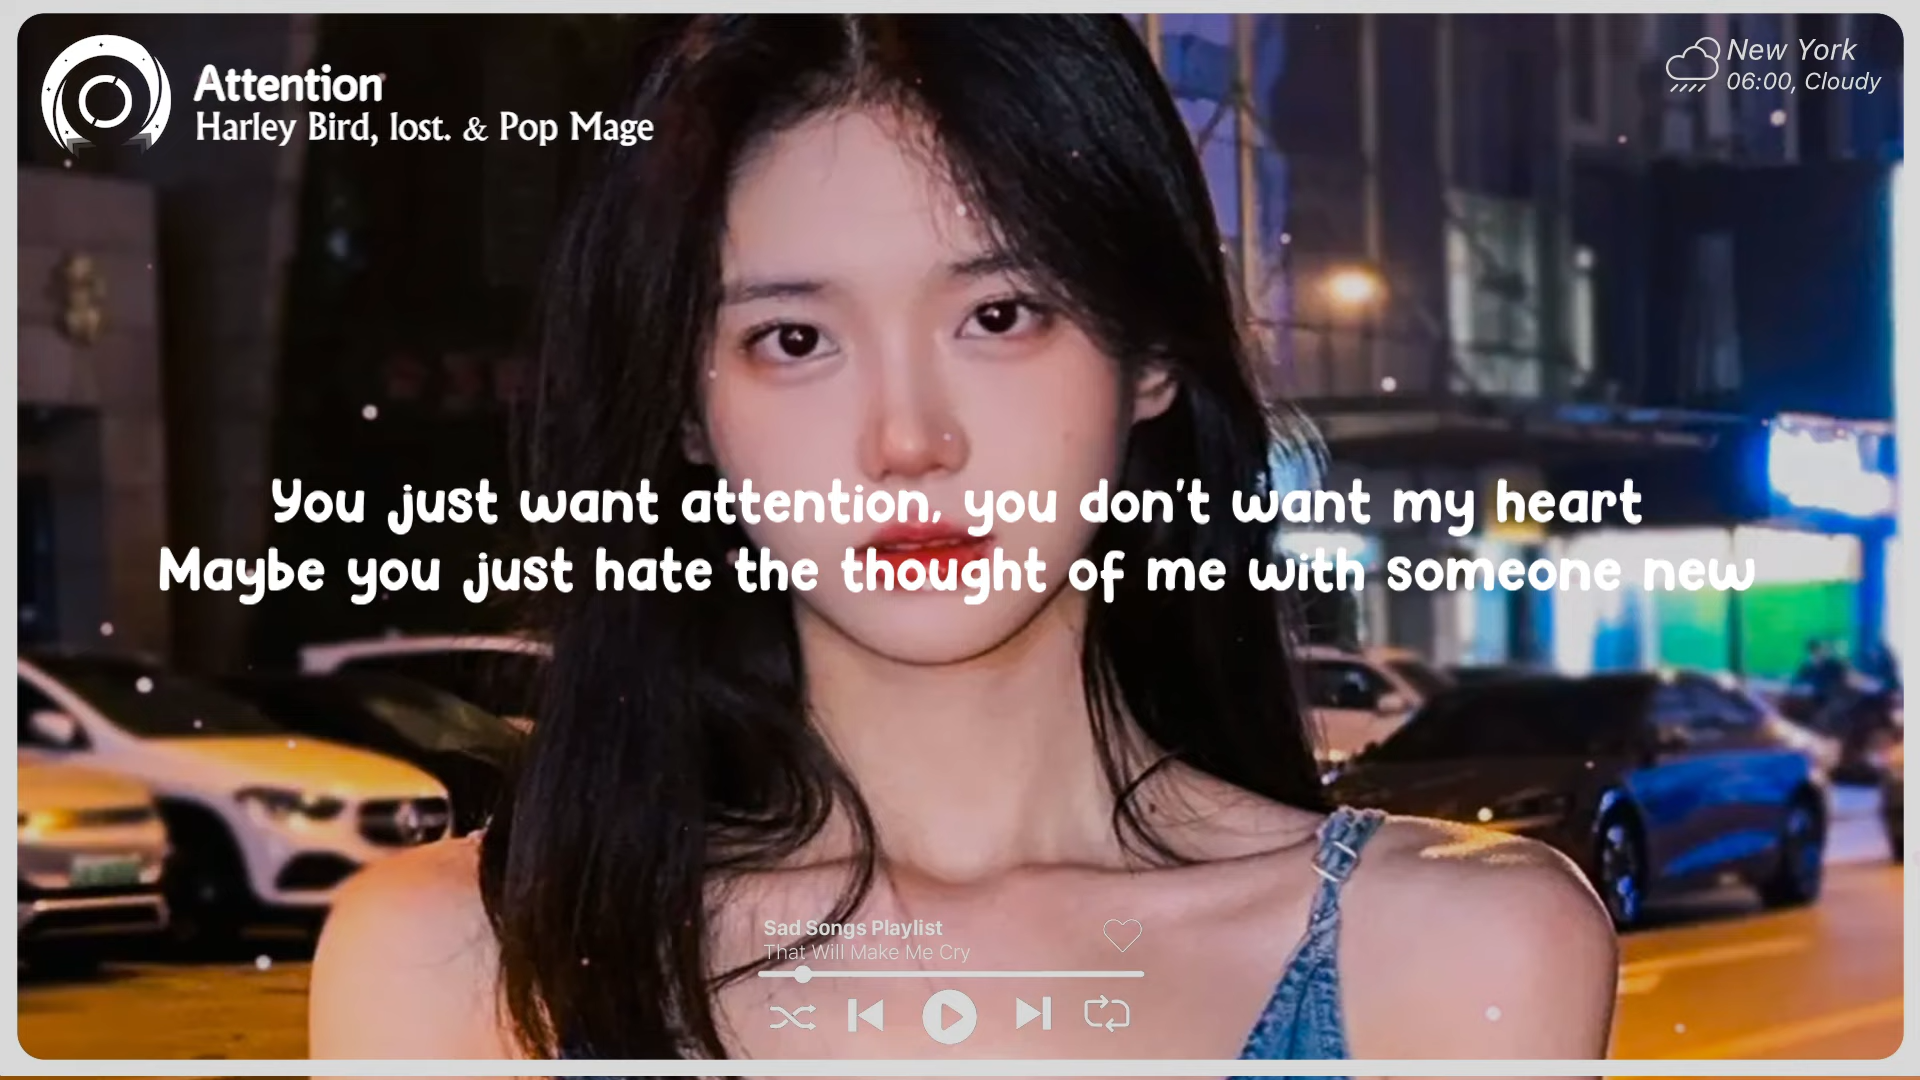 Attention
Harley Bird, lost. & Pop Mage
New York
06:00, Cloudy
You just want attention, you don't want my heart
Maybe you just hate the thought of me with someone new
Sad Songs Playlist
That Will Make Me Cry